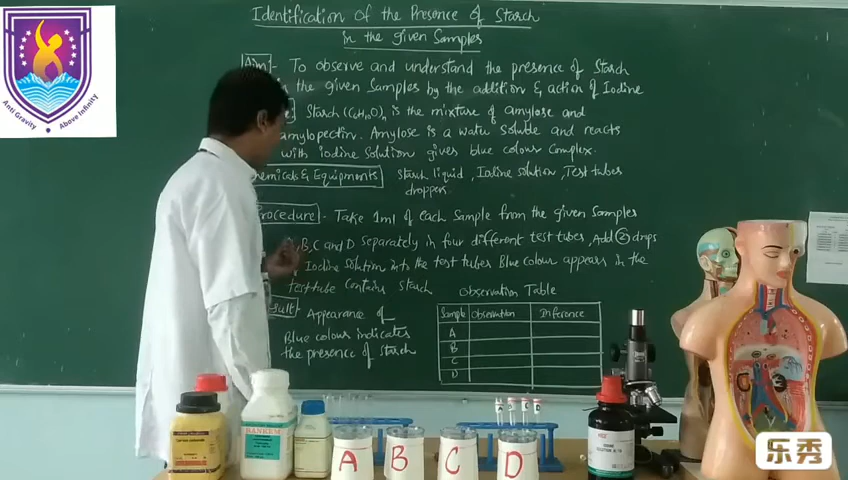 Identification of the Presence of Starch
in the given Samples
Aim - To observe and understand the presence of Starch
in the given Samples by the addition & action of Iodine
Starch (C6H10O)n is the mixture of amylose and
amylopectin. Amylose is a water Soluble and reacts
with iodine Solution gives blue colour Complex.
Chemicals & Equipments Starch liquid, Iodine solution, Test tubes
droppers.
Procedure - Take 1ml of each Sample from the given Samples
B, C and D Separately in four different test tubes, Add 2 drops
Iodine solution into the test tubes Blue colour appears in the
testtube Contains starch
Result - Appearance of
Blue colour indicates
the presence of Starch
Observation Table
Sample Observation Inference
A
B
C
D
Anti Gravity Above Infinity
RANKEM
A B C D
乐秀